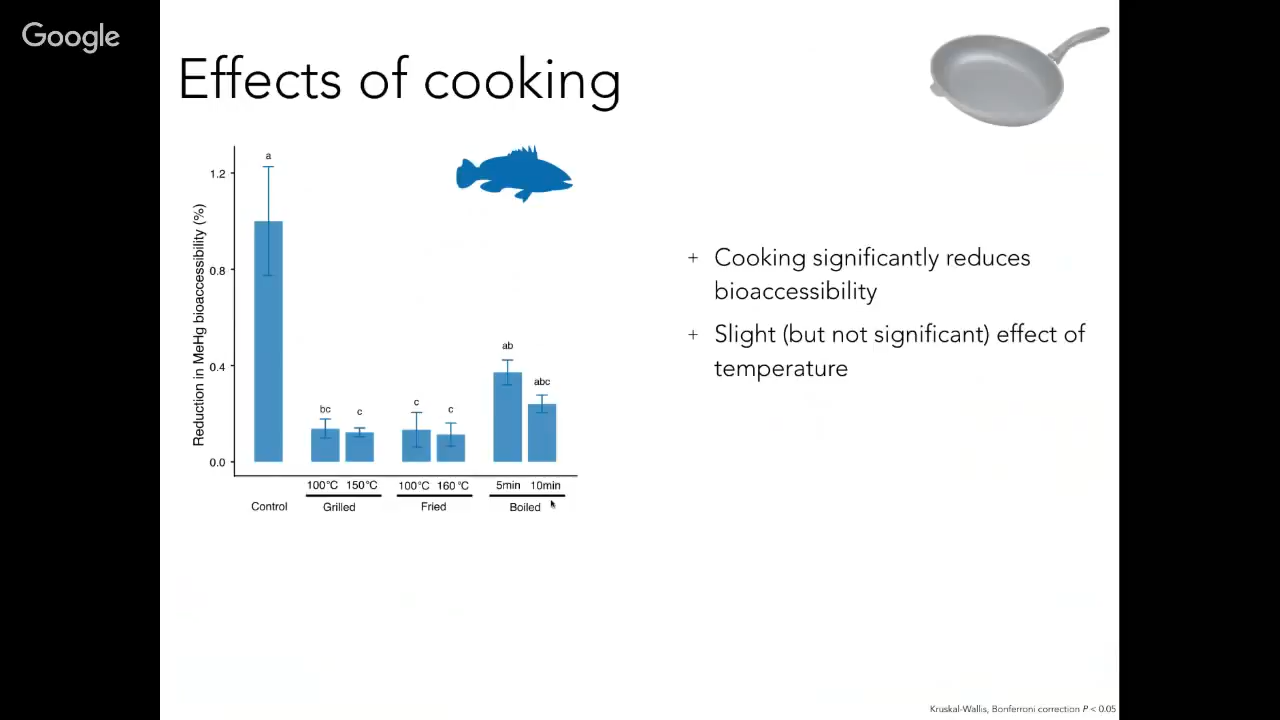 Google
Effects of cooking
Reduction in MeHg bioaccessibility (%)
1.2
0.8
0.4
0.0
a
bc
c
c
c
ab
abc
100°C 150°C
100°C 160°C
5min 10min
Control
Grilled
Fried
Boiled
+ Cooking significantly reduces
bioaccessibility
+ Slight (but not significant) effect of
temperature
Kruskal-Wallis, Bonferroni correction P < 0.05